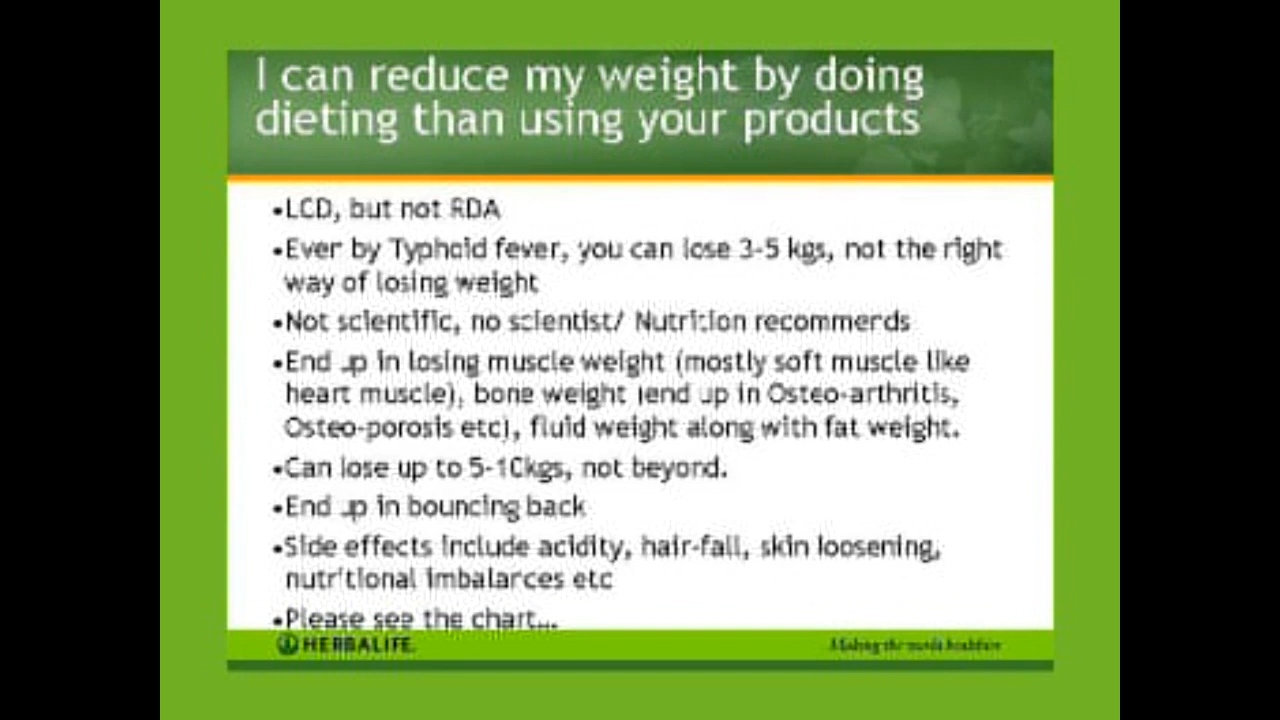 I can reduce my weight by doing
dieting than using your products
•LCD, but not RDA
•Ever by Typhoid fever, you can lose 3-5 kgs, not the right
way of losing weight
•Not scientific, no scientist/ Nutrition recommends
•End up in losing muscle weight (mostly soft muscle like
heart muscle), bone weight (end up in Osteo-arthritis,
Osteo-porosis etc), fluid weight along with fat weight.
•Can lose up to 5-10kgs, not beyond.
•End up in bouncing back
•Side effects include acidity, hair-fall, skin loosening,
nutritional imbalances etc
•Please see the chart...
HERBALIFE.
Making the world healthier